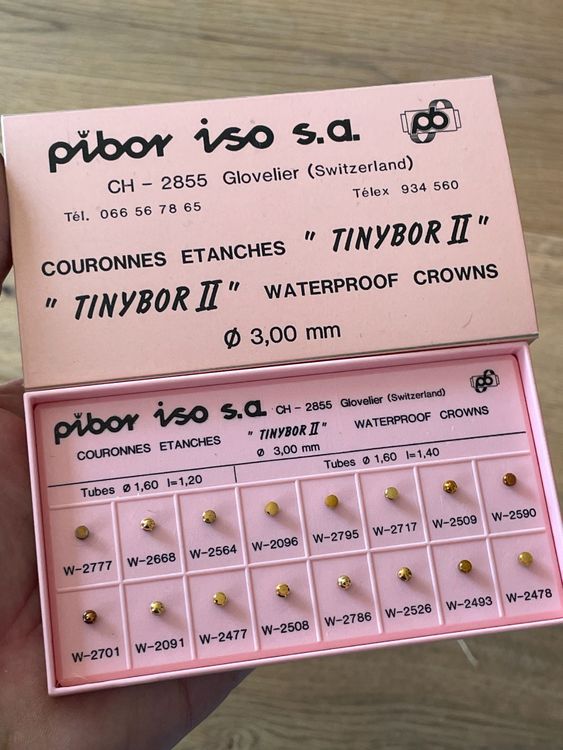 pibor iso s.a.
pb
CH - 2855 Glovelier (Switzerland)
Tél. 066 56 78 65
Télex 934 560
COURONNES ETANCHES " TINYBOR II "
" TINYBOR II " WATERPROOF CROWNS
Ø 3,00 mm
pibor iso s.a. CH - 2855 Glovelier (Switzerland)
pb
COURONNES ETANCHES " TINYBOR II " WATERPROOF CROWNS
Ø 3,00 mm
Tubes Ø 1,60 l=1,20
Tubes Ø 1,60 l=1,40
W-2777 W-2668 W-2564 W-2096 W-2795 W-2717 W-2509 W-2590
W-2701 W-2091 W-2477 W-2508 W-2786 W-2526 W-2493 W-2478